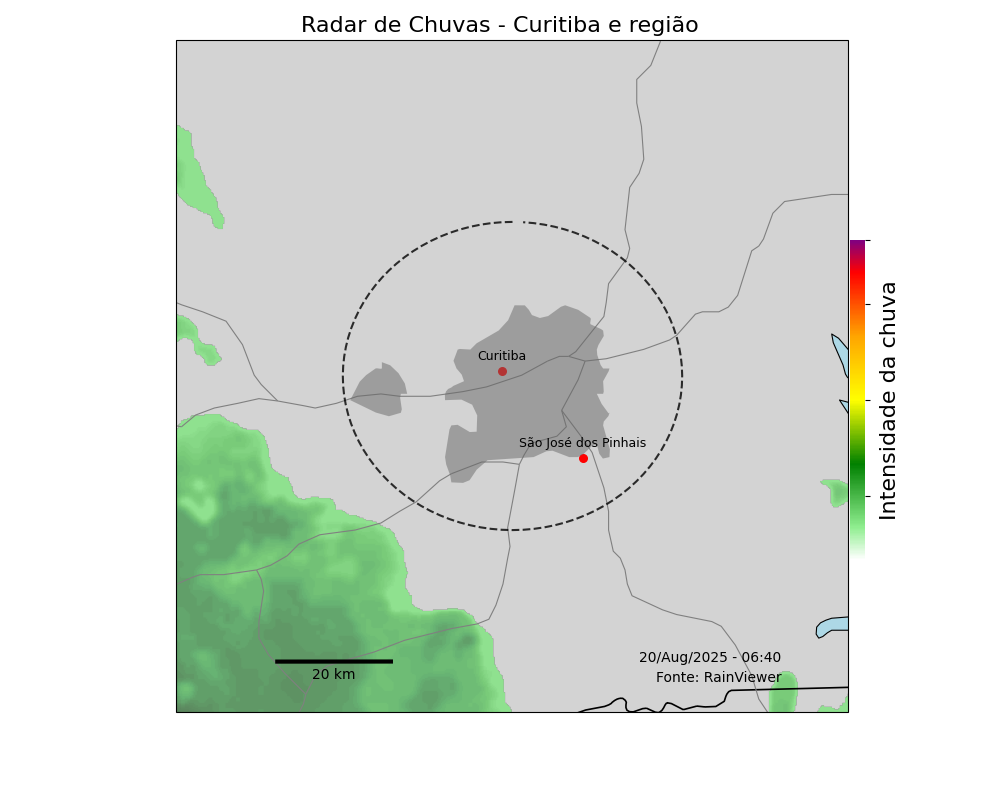 Radar de Chuvas - Curitiba e região
Curitiba
São José dos Pinhais
Intensidade da chuva
20 km
20/Aug/2025 - 06:40
Fonte: RainViewer